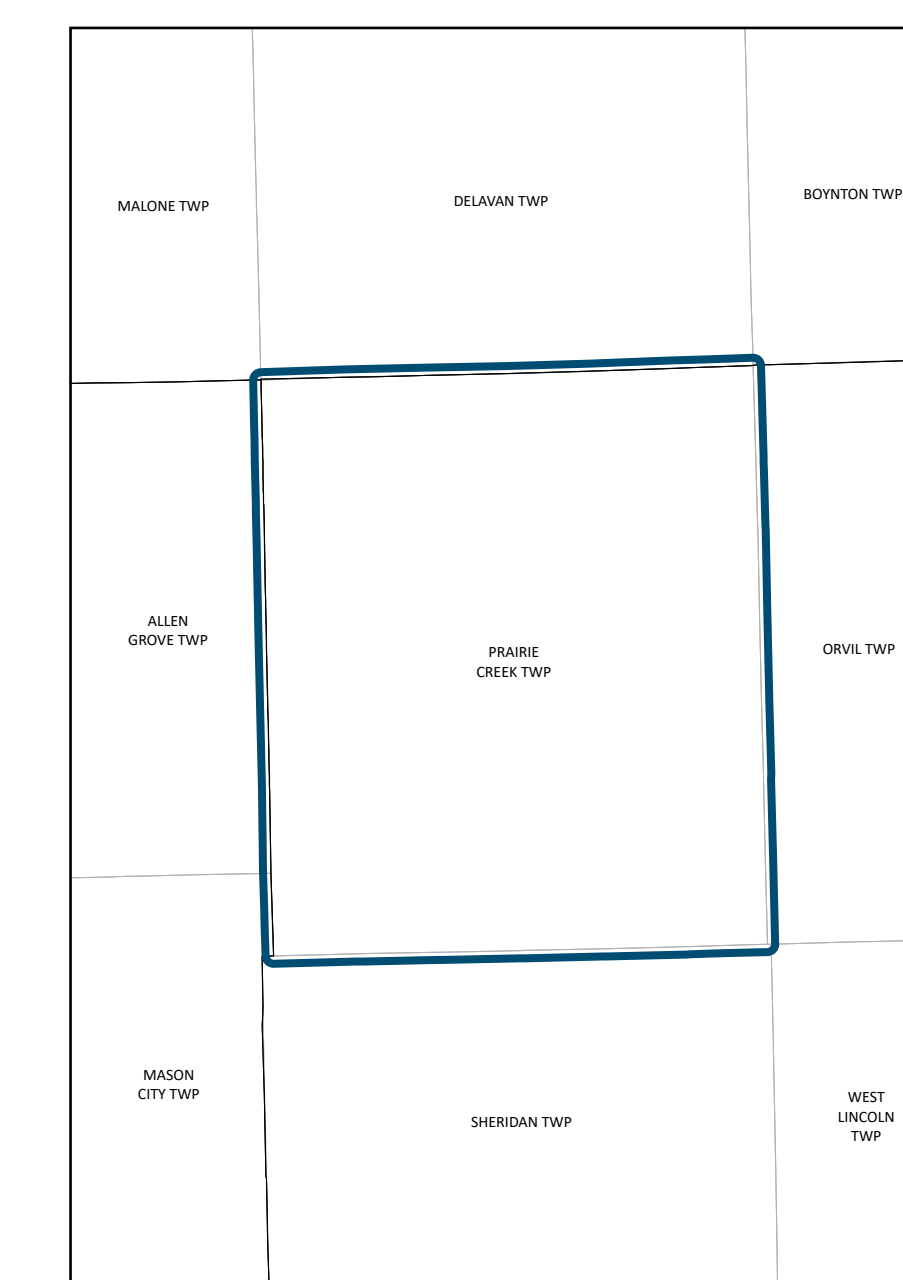 MALONE TWP
DELAVAN TWP
BOYNTON TWP
ALLEN
GROVE TWP
PRAIRIE
CREEK TWP
ORVIL TWP
MASON
CITY TWP
SHERIDAN TWP
WEST
LINCOLN
TWP